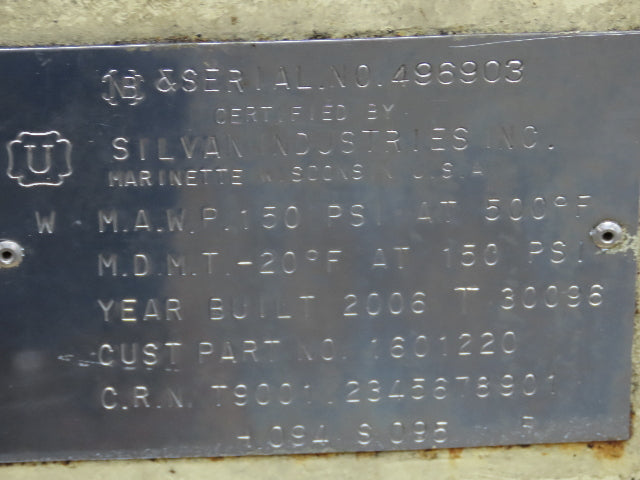 NB & SERIAL.NO.496903
CERTIFIED BY
U SILVAN INDUSTRIES INC.
MARINETTE WISCONSIN U.S.A
W M.A.W.P.150 PSI AT 500°F
M.D.M.T.-20°F AT 150 PSI
YEAR BUILT 2006 T 30096
CUST PART NO. 1601220
C.R.N. T9001.2345678901
H.094 S.095 F